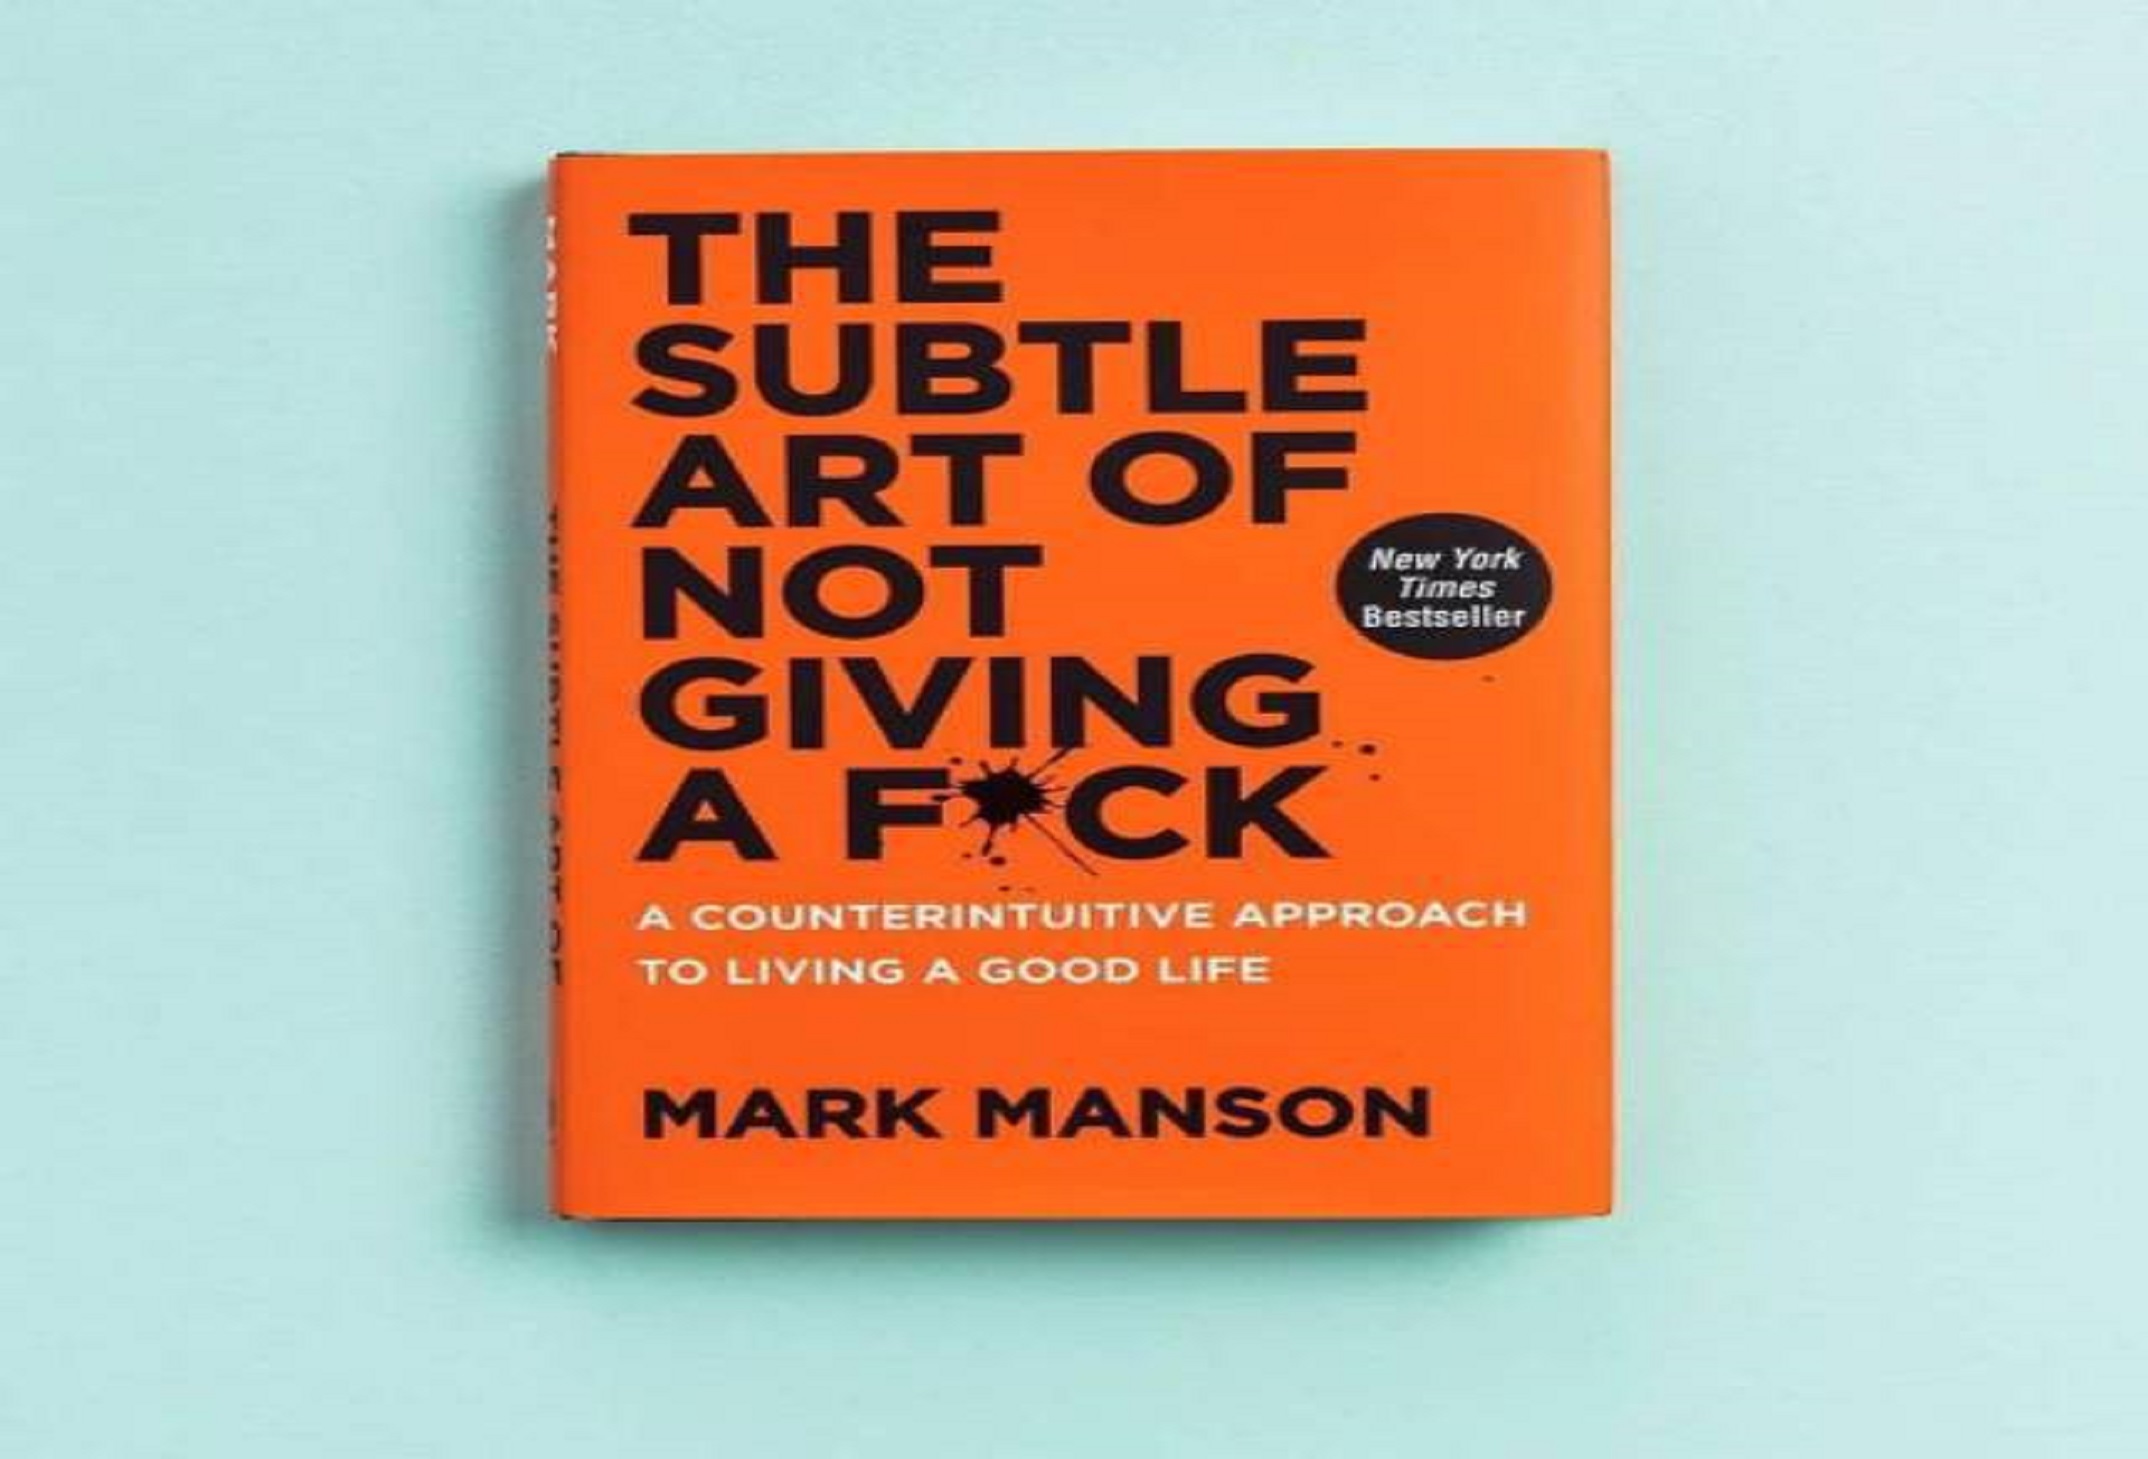 THE
SUBTLE
ART OF
NOT
GIVING
A F*CK
New York
Times
Bestseller
A COUNTERINTUITIVE APPROACH
TO LIVING A GOOD LIFE
MARK MANSON